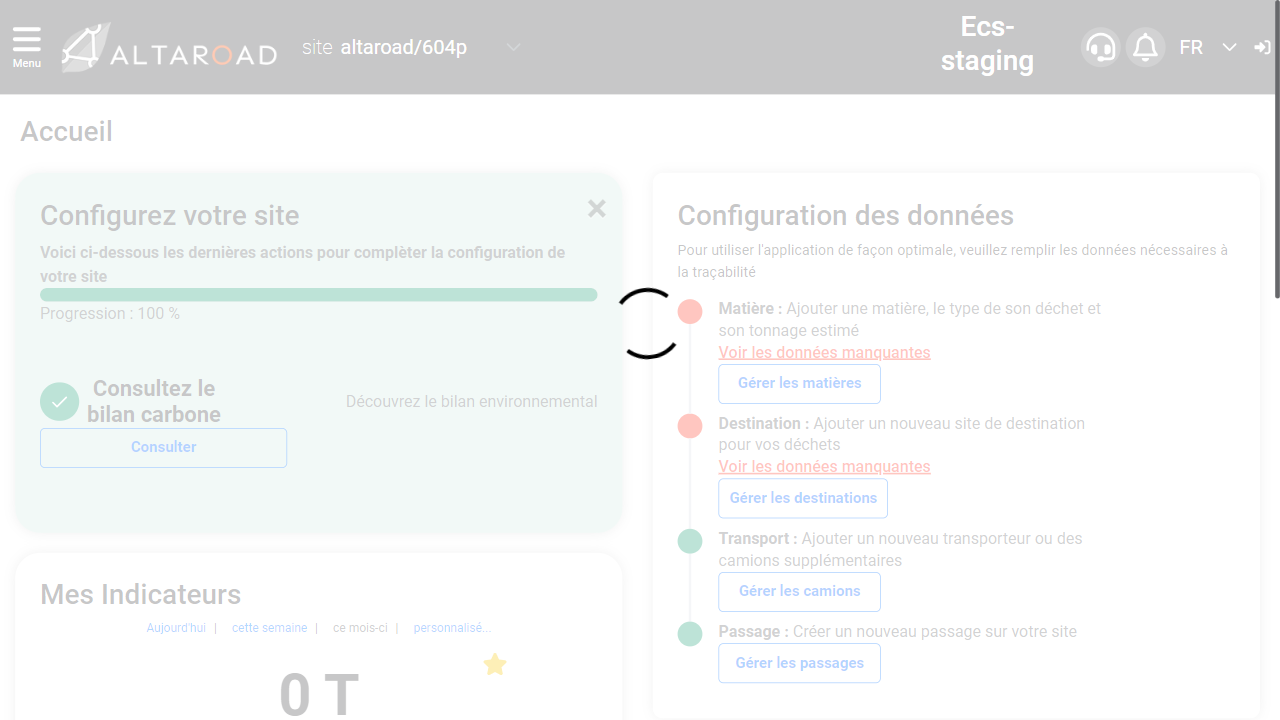 Menu
ALTAROAD
site altaroad/604p
Ecs-
staging
FR
Accueil
Configurez votre site
Voici ci-dessous les dernières actions pour complèter la configuration de
votre site
Progression : 100 %
Consultez le
bilan carbone
Découvrez le bilan environnemental
Consulter
Mes Indicateurs
Aujourd'hui | cette semaine | ce mois-ci | personnalisé...
0 T
Configuration des données
Pour utiliser l'application de façon optimale, veuillez remplir les données nécessaires à
la traçabilité
Matière : Ajouter une matière, le type de son déchet et
son tonnage estimé
Voir les données manquantes
Gérer les matières
Destination : Ajouter un nouveau site de destination
pour vos déchets
Voir les données manquantes
Gérer les destinations
Transport : Ajouter un nouveau transporteur ou des
camions supplémentaires
Gérer les camions
Passage : Créer un nouveau passage sur votre site
Gérer les passages